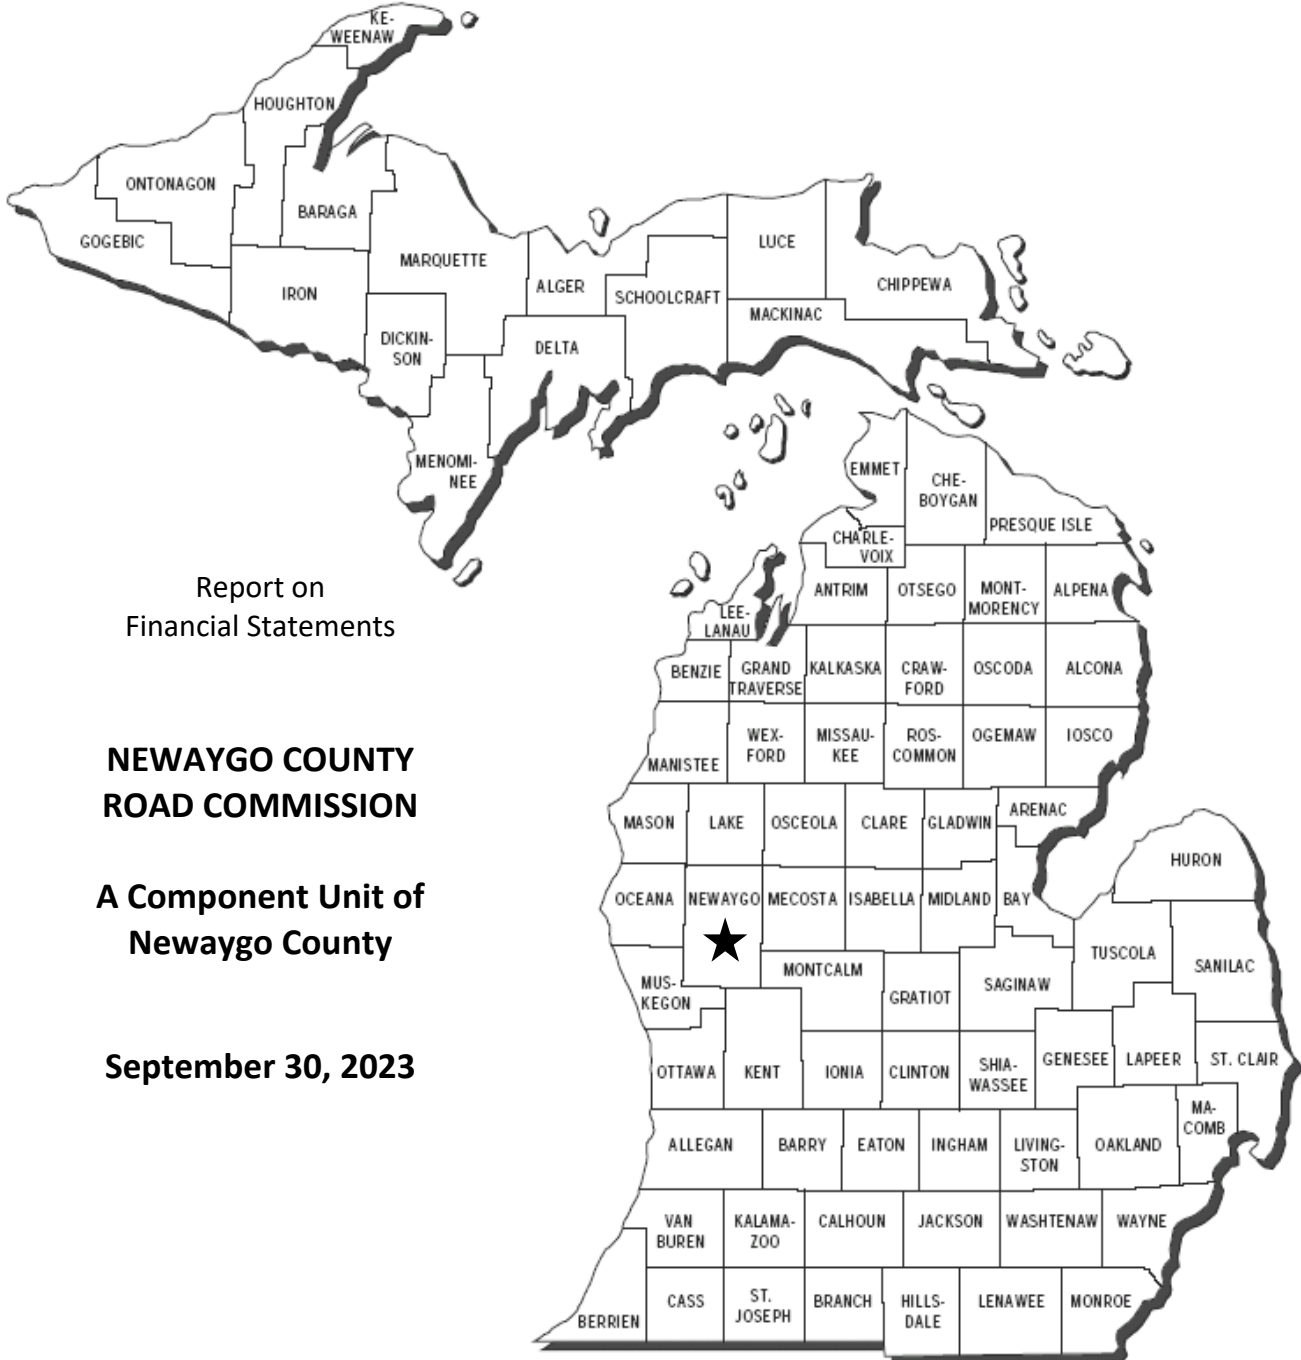 KE-
WEENAW
HOUGHTON
ONTONAGON
BARAGA
GOGEBIC
MARQUETTE
LUCE
ALGER
CHIPPEWA
IRON
SCHOOLCRAFT
MACKINAC
DICKIN-
SON
DELTA
MENOMI-
NEE
EMMET
CHE-
BOYGAN
PRESQUE ISLE
CHARLE-
VOIX
ANTRIM
OTSEGO
MONT-
MORENCY
ALPENA
LEE-
LANAU
BENZIE
GRAND
TRAVERSE
KALKASKA
CRAW-
FORD
OSCODA
ALCONA
MANISTEE
WEX-
FORD
MISSAU-
KEE
ROS-
COMMON
OGEMAW
IOSCO
MASON
LAKE
OSCEOLA
CLARE
GLADWIN
ARENAC
HURON
OCEANA
NEWAYGO
MECOSTA
ISABELLA
MIDLAND
BAY
TUSCOLA
SANILAC
MUS-
KEGON
MONTCALM
GRATIOT
SAGINAW
OTTAWA
KENT
IONIA
CLINTON
SHIA-
WASSEE
GENESEE
LAPEER
ST. CLAIR
MA-
COMB
ALLEGAN
BARRY
EATON
INGHAM
LIVING-
STON
OAKLAND
VAN
BUREN
KALAMA-
ZOO
CALHOUN
JACKSON
WASHTENAW
WAYNE
BERRIEN
CASS
ST.
JOSEPH
BRANCH
HILLS-
DALE
LENAWEE
MONROE
Report on
Financial Statements
NEWAYGO COUNTY
ROAD COMMISSION
A Component Unit of
Newaygo County
September 30, 2023